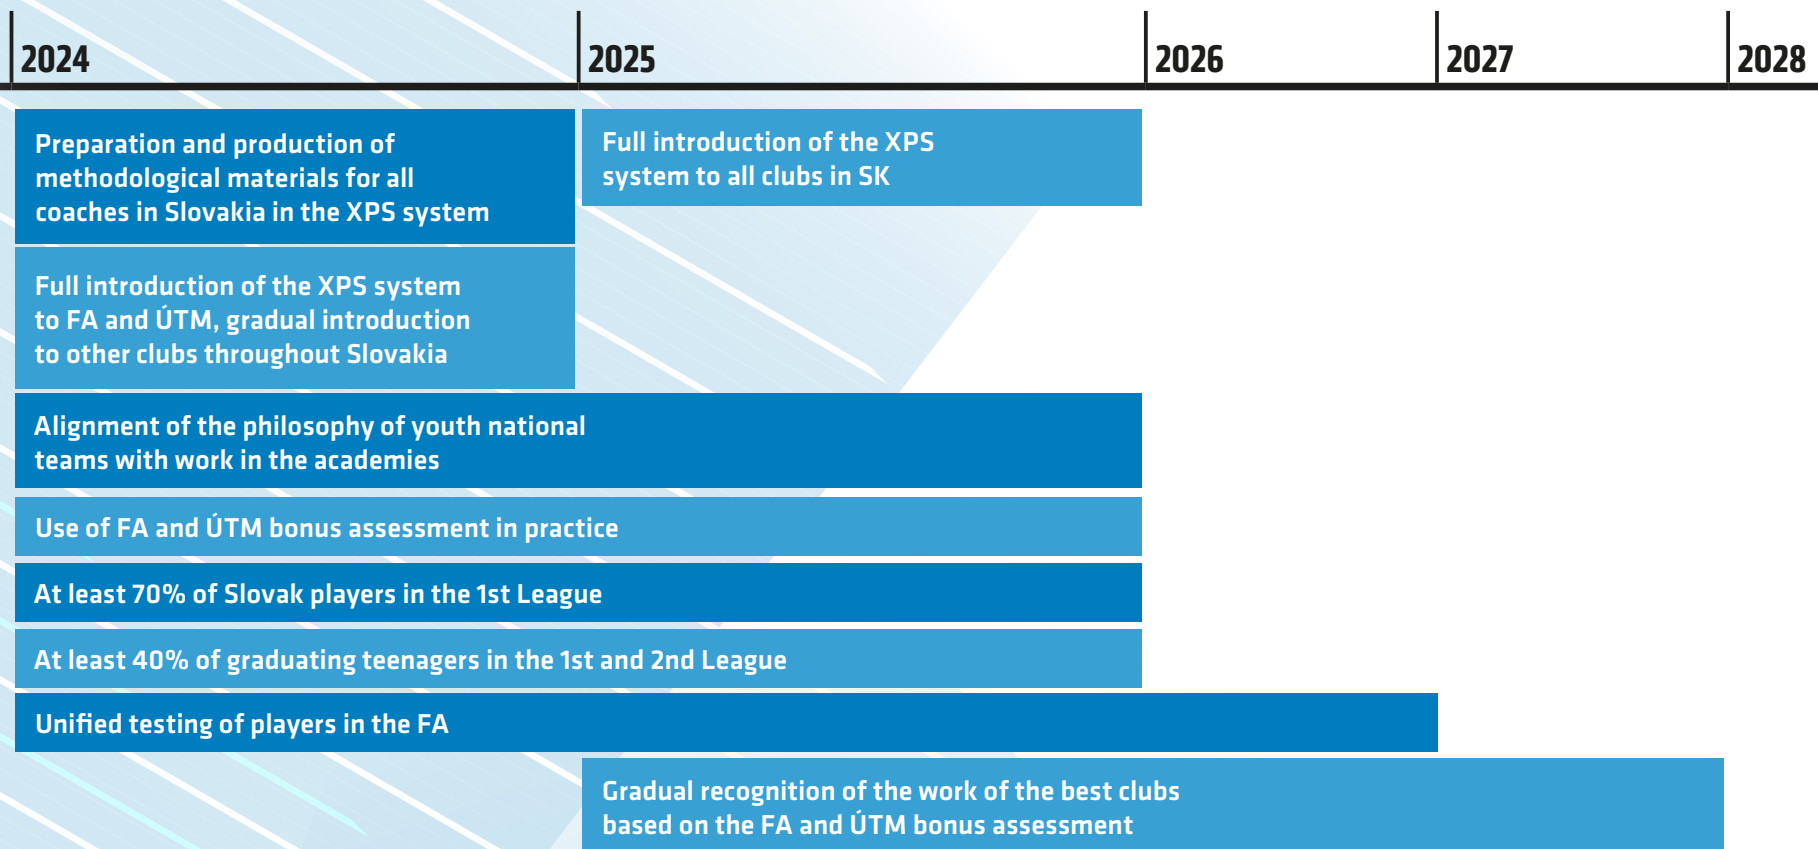 2024
2025
2026
2027
2028
Preparation and production of
methodological materials for all
coaches in Slovakia in the XPS system
Full introduction of the XPS
system to all clubs in SK
Full introduction of the XPS system
to FA and ÚTM, gradual introduction
to other clubs throughout Slovakia
Alignment of the philosophy of youth national
teams with work in the academies
Use of FA and ÚTM bonus assessment in practice
At least 70% of Slovak players in the 1st League
At least 40% of graduating teenagers in the 1st and 2nd League
Unified testing of players in the FA
Gradual recognition of the work of the best clubs
based on the FA and ÚTM bonus assessment